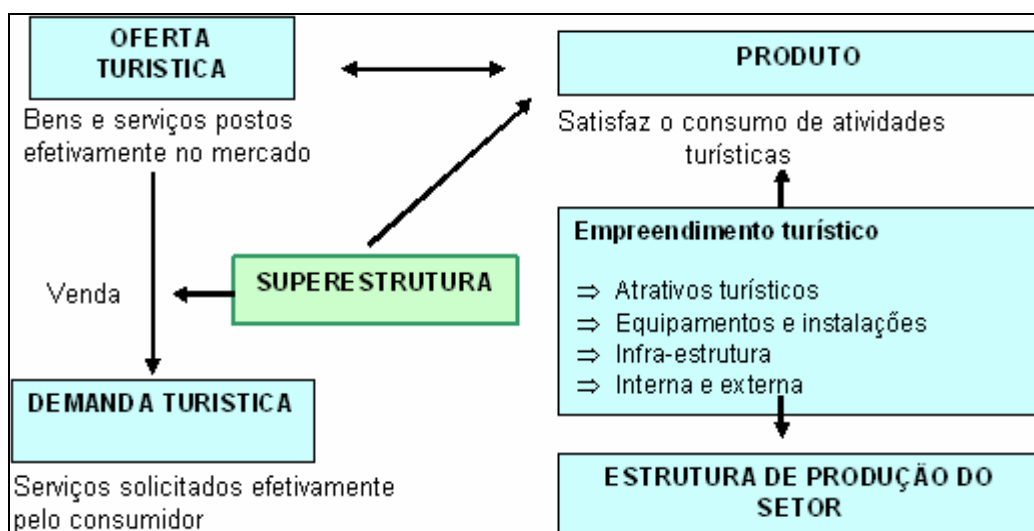 OFERTA
TURISTICA
Bens e serviços postos
efetivamente no mercado
PRODUTO
Satisfaz o consumo de atividades
turísticas
Empreendimento turístico
⇒ Atrativos turísticos
⇒ Equipamentos e instalações
⇒ Infra-estrutura
⇒ Interna e externa
SUPERESTRUTURA
Venda
DEMANDA TURISTICA
Serviços solicitados efetivamente
pelo consumidor
ESTRUTURA DE PRODUÇÃO DO
SETOR